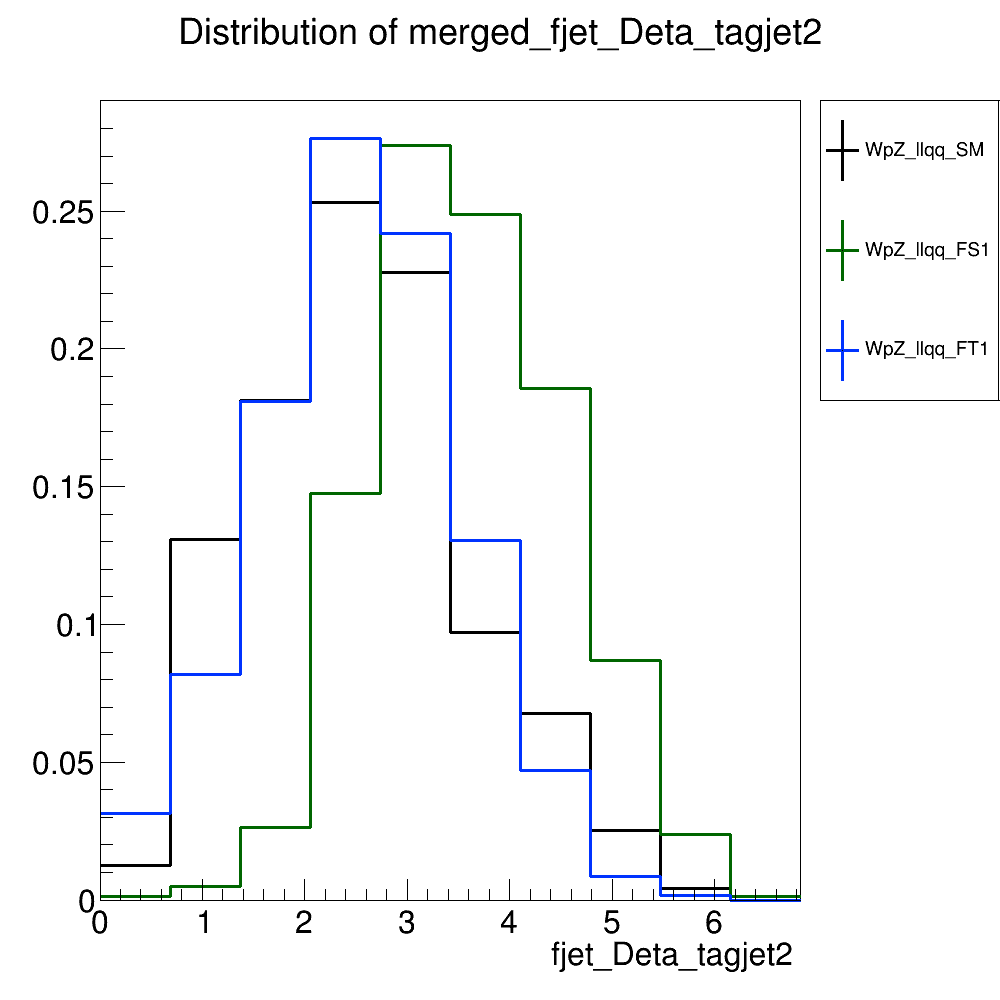 Distribution of merged_fjet_Deta_tagjet2
WpZ_llqq_SM
WpZ_llqq_FS1
WpZ_llqq_FT1
0.25
0.2
0.15
0.1
0.05
0
0 1 2 3 4 5 6
fjet_Deta_tagjet2